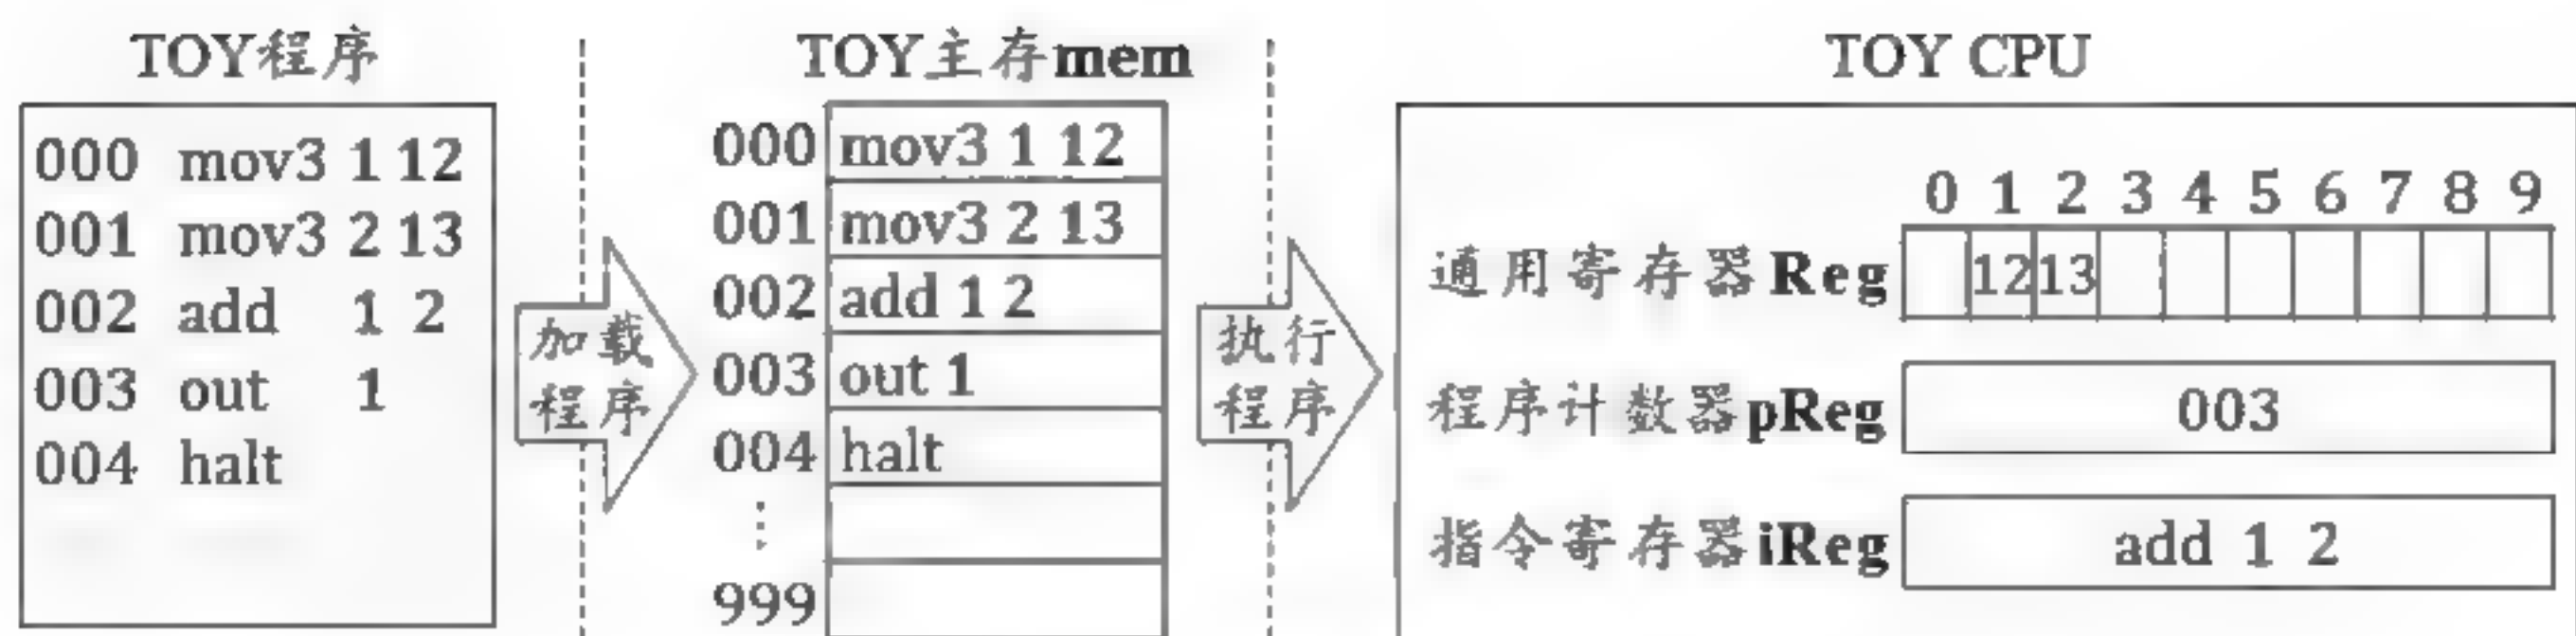 TOY程序
000 mov3 1 12
001 mov3 2 13
002 add 1 2
003 out 1
004 halt
加载
程序
TOY主存mem
000 mov3 1 12
001 mov3 2 13
002 add 1 2
003 out 1
004 halt
⋮
999
执行
程序
TOY CPU
0 1 2 3 4 5 6 7 8 9
通用寄存器Reg 12 13
程序计数器pReg 003
指令寄存器iReg add 1 2